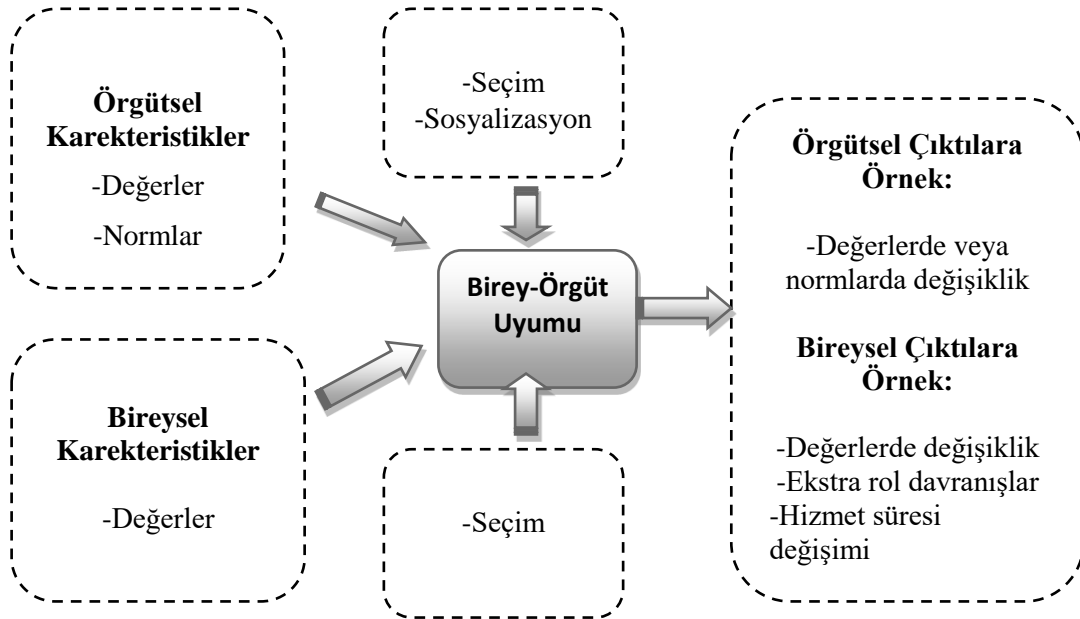 Örgütsel
Karekteristikler
-Değerler
-Normlar
-Seçim
-Sosyalizasyon
Bireysel
Karekteristikler
-Değerler
-Seçim
Birey-Örgüt
Uyumu
Örgütsel Çıktılara
Örnek:
-Değerlerde veya
normlarda değişiklik
Bireysel Çıktılara
Örnek:
-Değerlerde değişiklik
-Ekstra rol davranışlar
-Hizmet süresi
değişimi